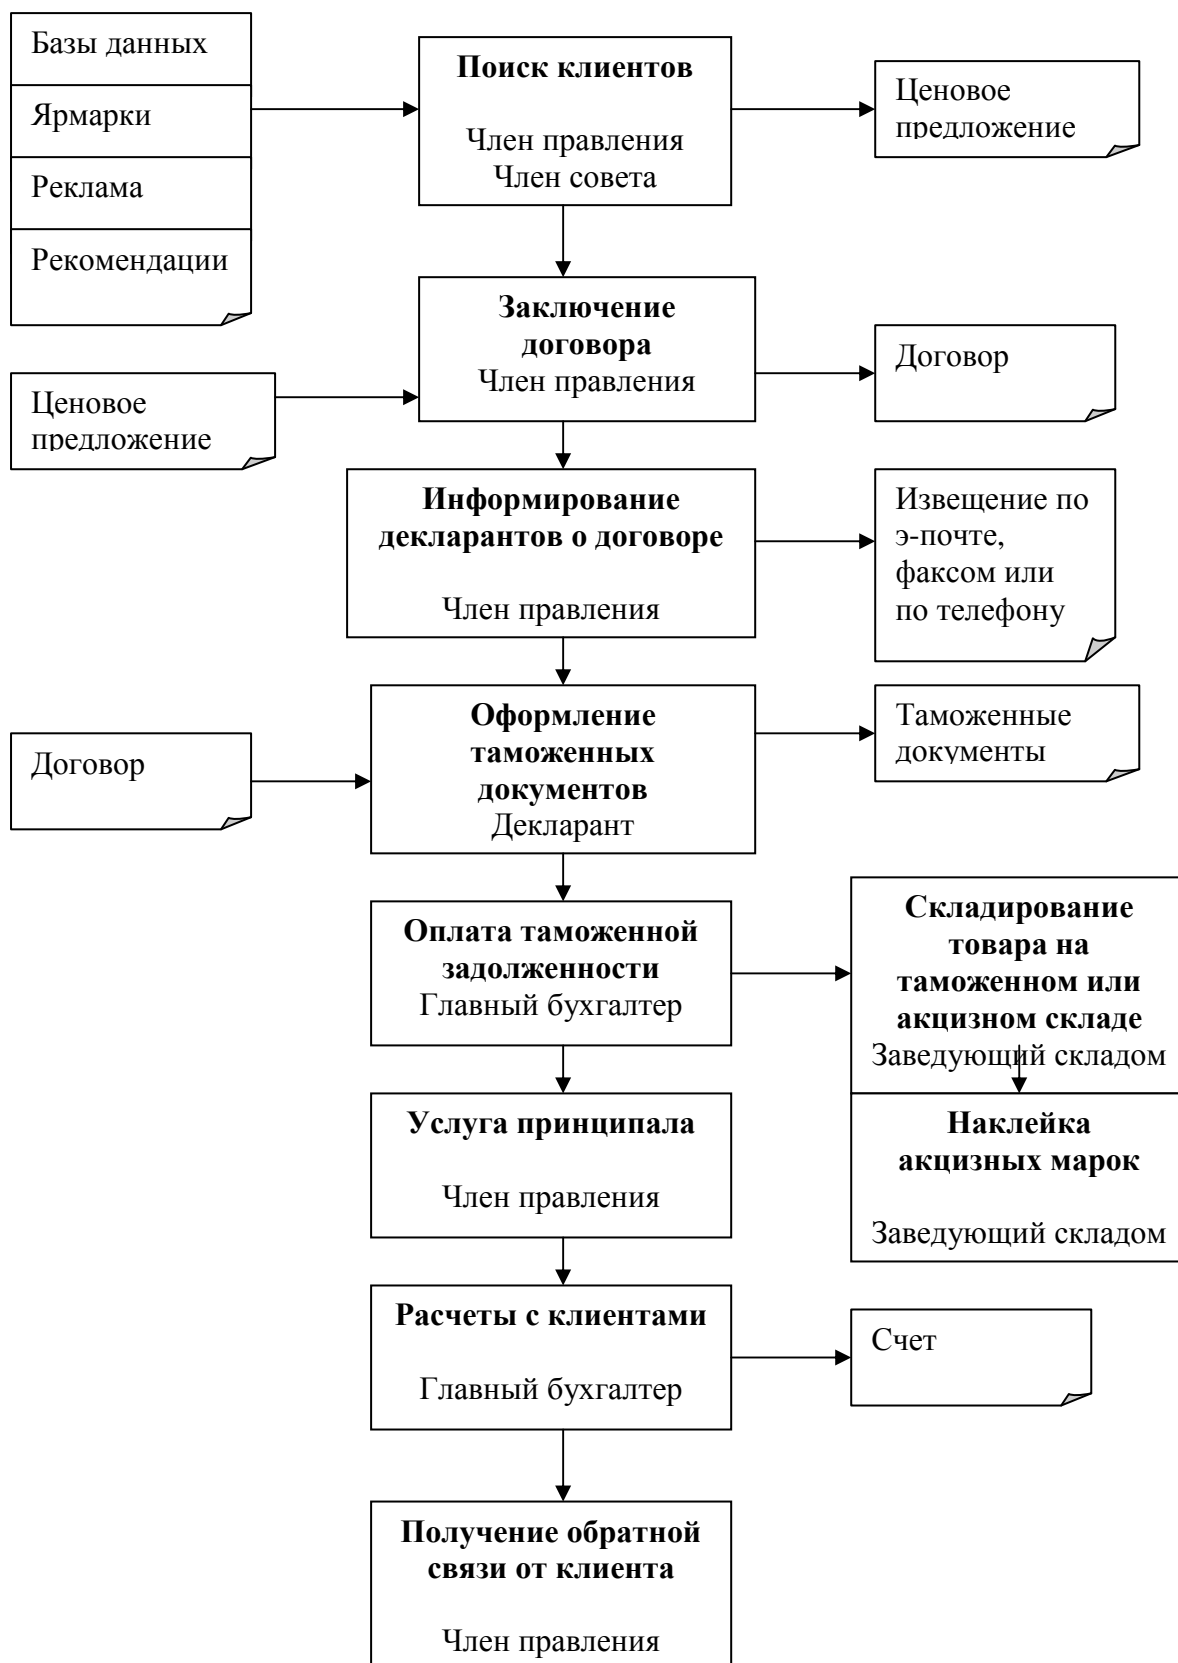 Базы данных
Ярмарки
Реклама
Рекомендации
Поиск клиентов
Член правления
Член совета
Ценовое
предложение
Заключение
договора
Член правления
Договор
Ценовое
предложение
Информирование
декларантов о договоре
Член правления
Извещение по
э-почте,
факсом или
по телефону
Оформление
таможенных
документов
Декларант
Таможенные
документы
Договор
Оплата таможенной
задолженности
Главный бухгалтер
Складирование
товара на
таможенном или
акцизном складе
Заведующий складом
Услуга принципала
Член правления
Наклейка
акцизных марок
Заведующий складом
Расчеты с клиентами
Главный бухгалтер
Счет
Получение обратной
связи от клиента
Член правления